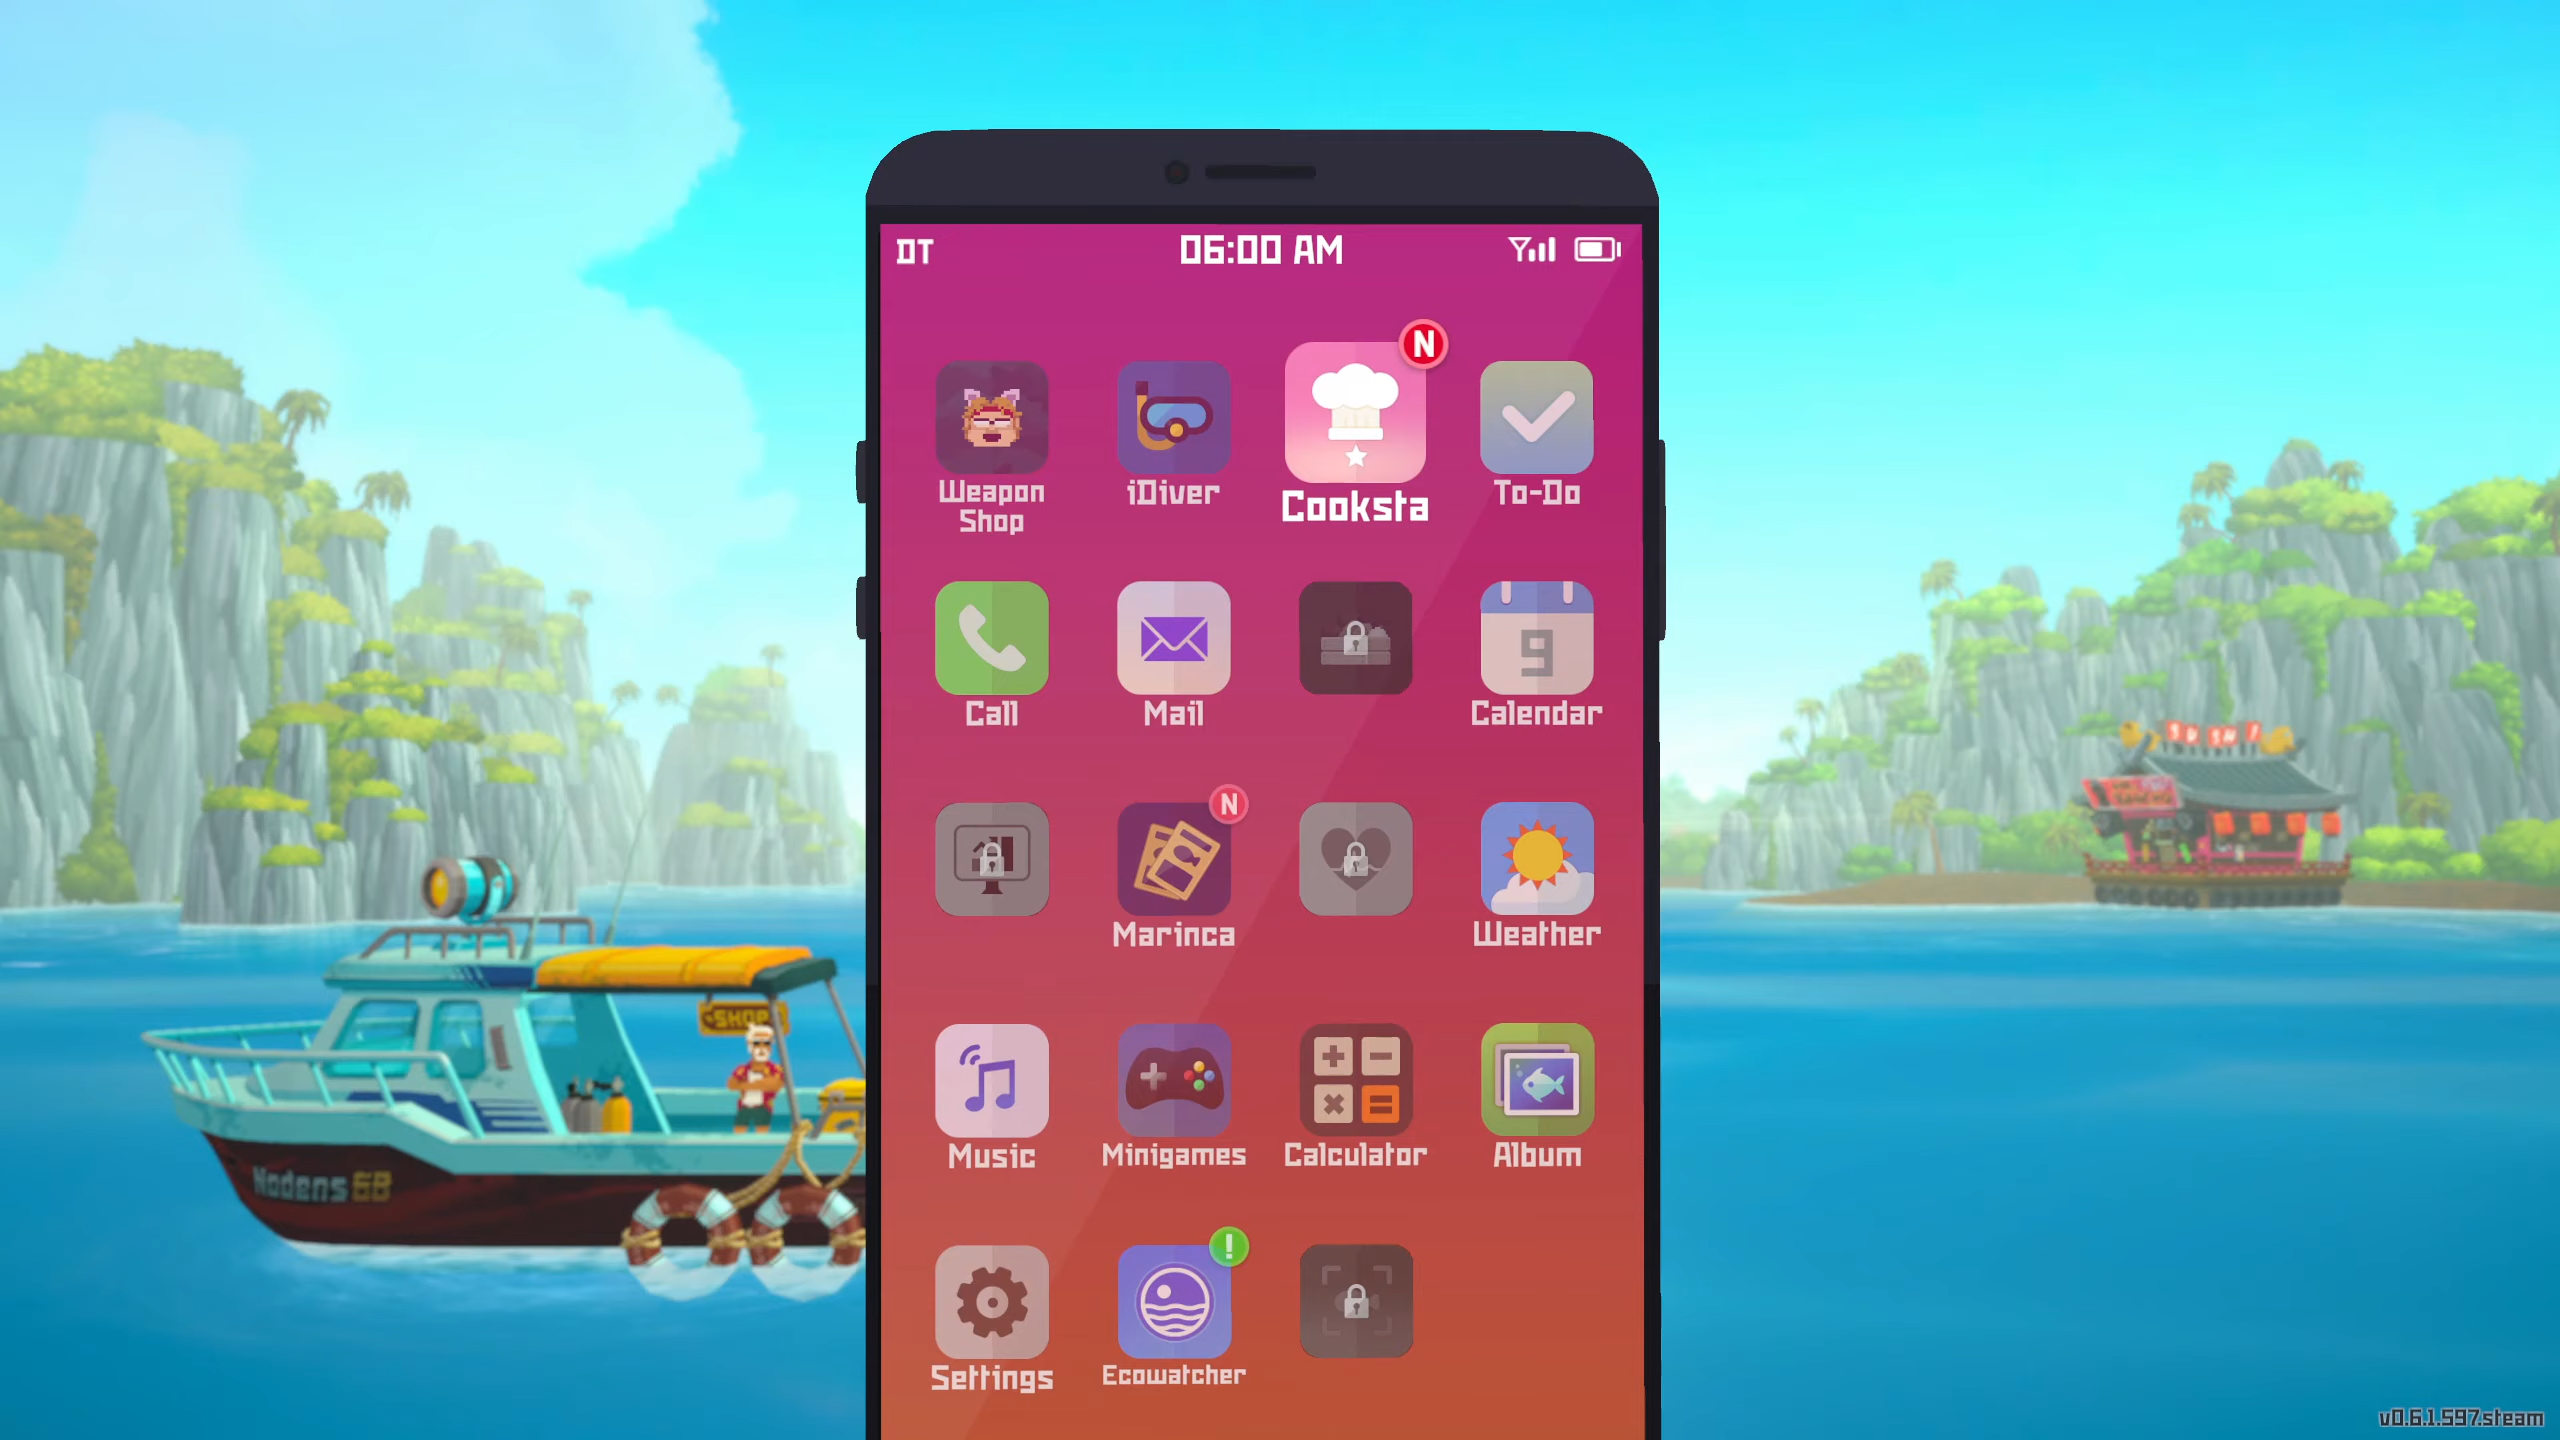 DT
06:00 AM
N
Weapon
Shop
iDiver
Cooksta
To-Do
9
Call
Mail
Calendar
N
Marinca
Weather
SUSHI
SHOP
Music
Minigames
Calculator
Album
Nodens 6B
!
Settings
Ecowatcher
v0.6.1.597.steam